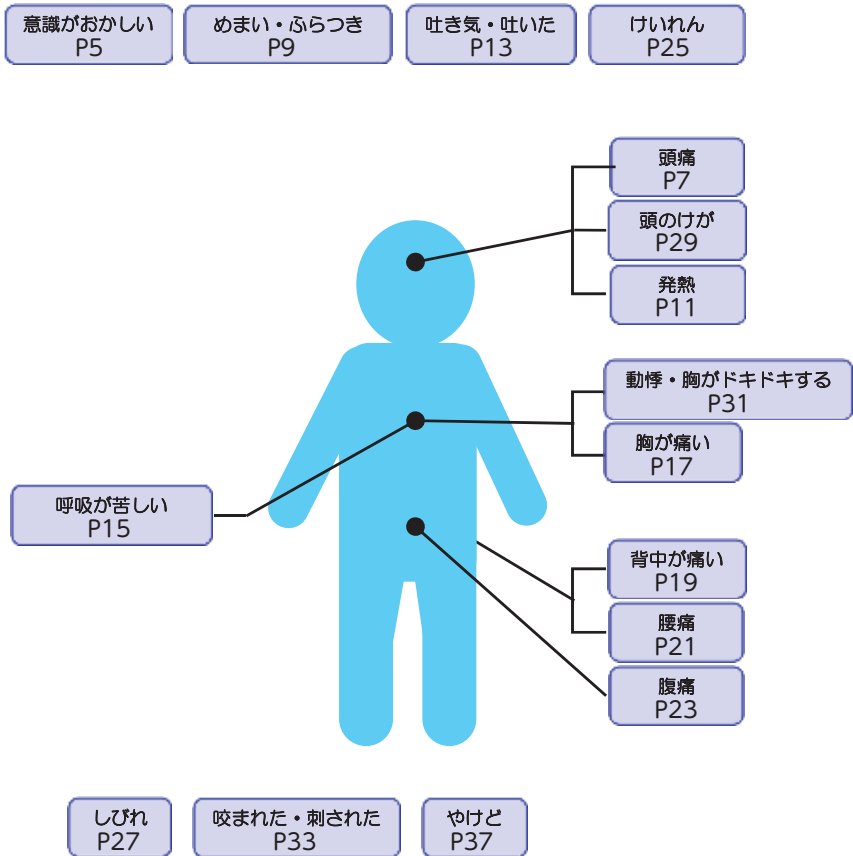 意識がおかしい
P5
めまい・ふらつき
P9
吐き気・吐いた
P13
けいれん
P25
頭痛
P7
頭のけが
P29
発熱
P11
動悸・胸がドキドキする
P31
胸が痛い
P17
呼吸が苦しい
P15
背中が痛い
P19
腰痛
P21
腹痛
P23
しびれ
P27
咬まれた・刺された
P33
やけど
P37